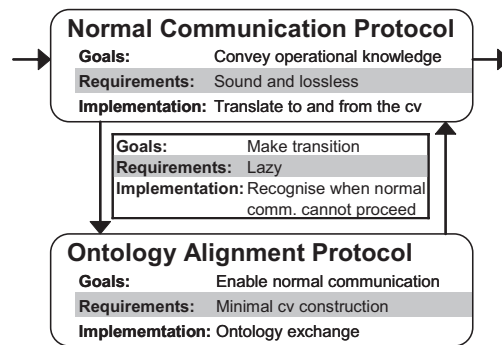 Normal Communication Protocol
Goals: Convey operational knowledge
Requirements: Sound and lossless
Implementation: Translate to and from the cv
Goals: Make transition
Requirements: Lazy
Implementation: Recognise when normal
comm. cannot proceed
Ontology Alignment Protocol
Goals: Enable normal communication
Requirements: Minimal cv construction
Implememtation: Ontology exchange